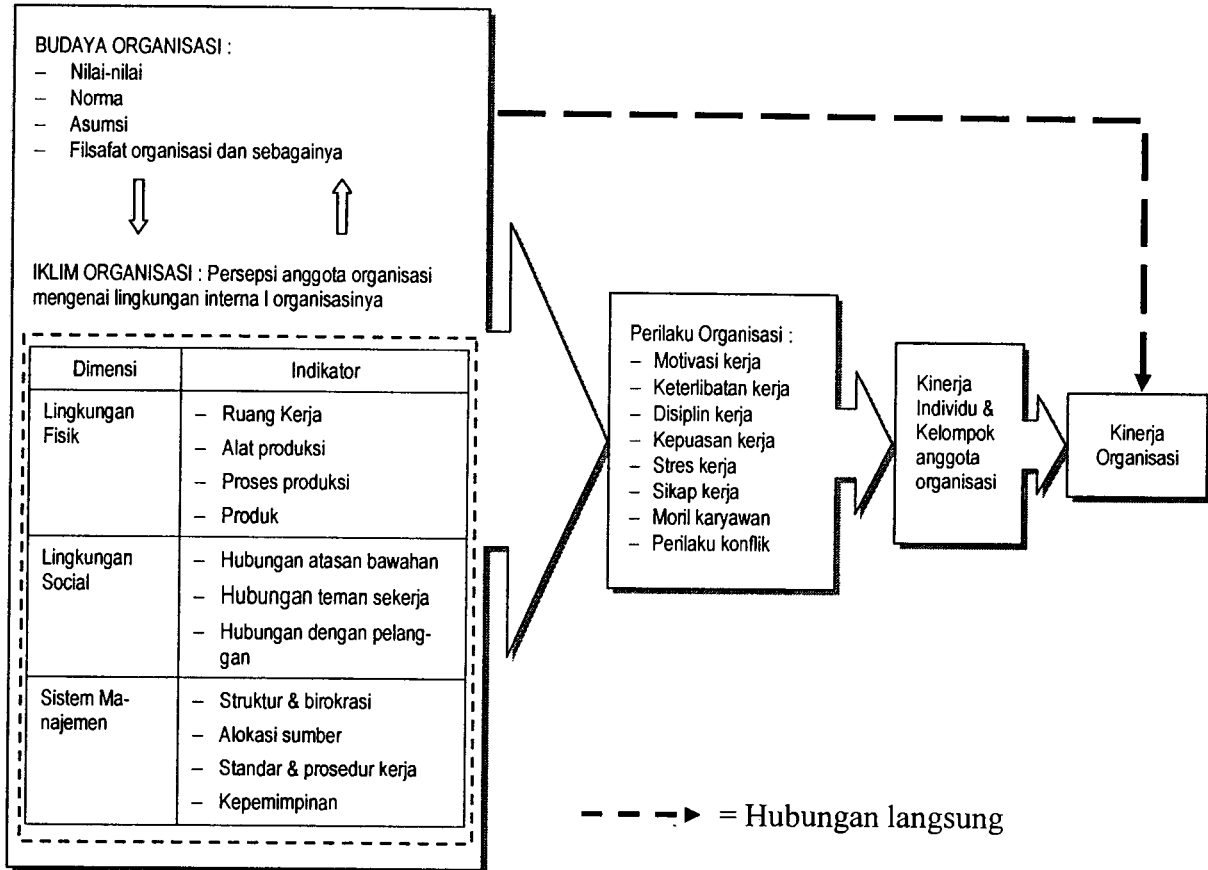 BUDAYA ORGANISASI :
– Nilai-nilai
– Norma
– Asumsi
– Filsafat organisasi dan sebagainya
IKLIM ORGANISASI : Persepsi anggota organisasi
mengenai lingkungan interna l organisasinya
Dimensi
Indikator
Lingkungan
Fisik
– Ruang Kerja
– Alat produksi
– Proses produksi
– Produk
Lingkungan
Social
– Hubungan atasan bawahan
– Hubungan teman sekerja
– Hubungan dengan pelang-
gan
Sistem Ma-
najemen
– Struktur & birokrasi
– Alokasi sumber
– Standar & prosedur kerja
– Kepemimpinan
Perilaku Organisasi :
– Motivasi kerja
– Keterlibatan kerja
– Disiplin kerja
– Kepuasan kerja
– Stres kerja
– Sikap kerja
– Moril karyawan
– Perilaku konflik
Kinerja
Individu &
Kelompok
anggota
organisasi
Kinerja
Organisasi
= Hubungan langsung